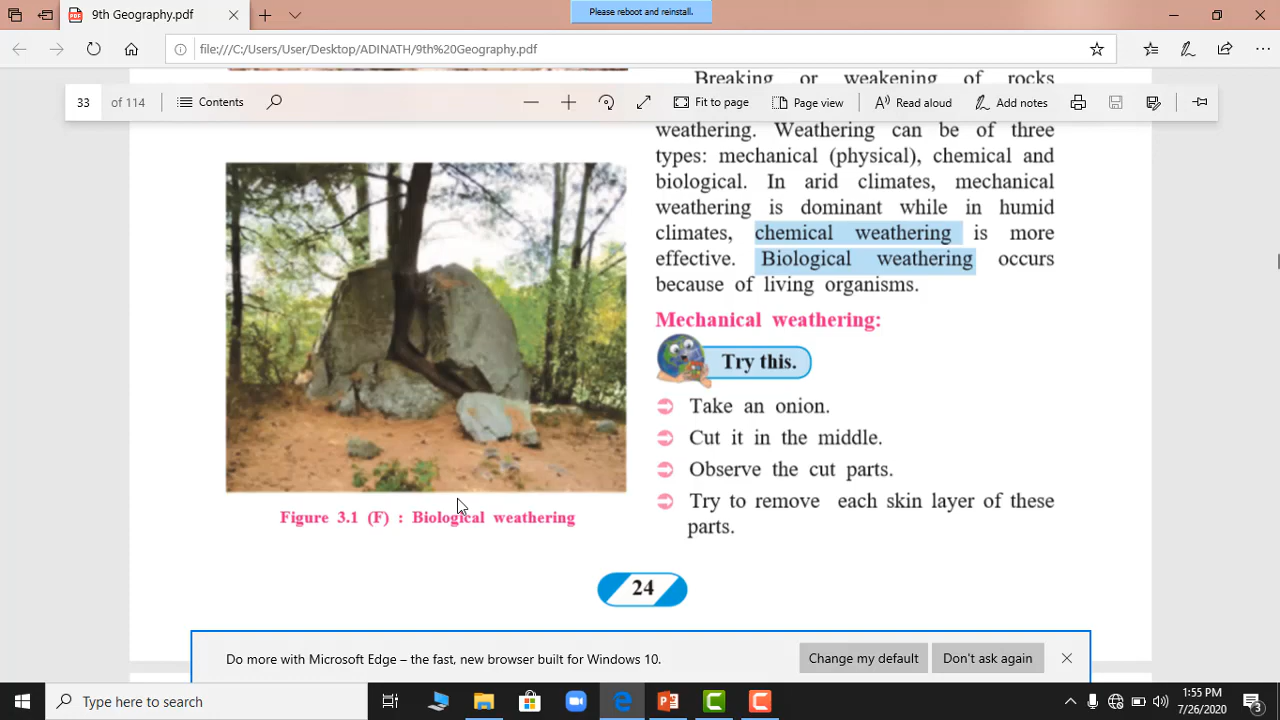 9th Geography.pdf
Please reboot and reinstall.
file:///C:/Users/User/Desktop/ADINATH/9th%20Geography.pdf
33 of 114 Contents Fit to page Page view Read aloud Add notes
Breaking or weakening of rocks
weathering. Weathering can be of three
types: mechanical (physical), chemical and
biological. In arid climates, mechanical
weathering is dominant while in humid
climates, chemical weathering is more
effective. Biological weathering occurs
because of living organisms.
Mechanical weathering:
Try this.
Take an onion.
Cut it in the middle.
Observe the cut parts.
Try to remove each skin layer of these
parts.
Figure 3.1 (F) : Biological weathering
24
Do more with Microsoft Edge – the fast, new browser built for Windows 10.
Change my default
Don't ask again
Type here to search
1:55 PM
7/26/2020
3